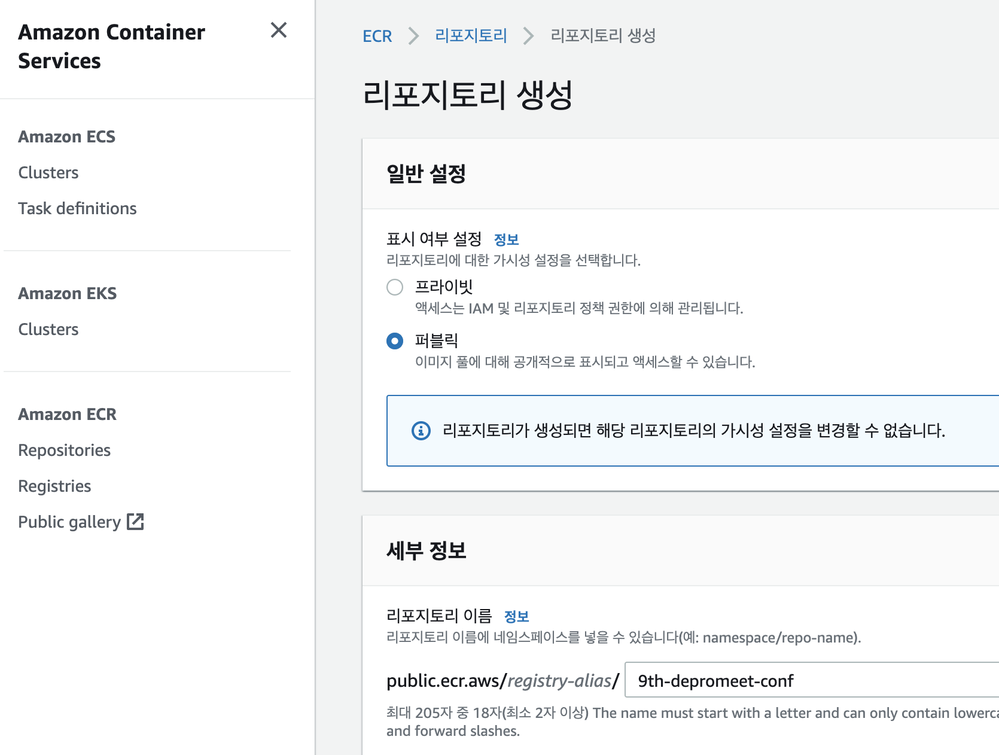 Amazon Container
Services
Amazon ECS
Clusters
Task definitions
Amazon EKS
Clusters
Amazon ECR
Repositories
Registries
Public gallery
ECR
리포지토리
리포지토리 생성
리포지토리 생성
일반 설정
표시 여부 설정 정보
리포지토리에 대한 가시성 설정을 선택합니다.
프라이빗
액세스는 IAM 및 리포지토리 정책 권한에 의해 관리됩니다.
퍼블릭
이미지 풀에 대해 공개적으로 표시되고 액세스할 수 있습니다.
리포지토리가 생성되면 해당 리포지토리의 가시성 설정을 변경할 수 없습니다.
세부 정보
리포지토리 이름 정보
리포지토리 이름에 네임스페이스를 넣을 수 있습니다(예: namespace/repo-name).
public.ecr.aws/registry-alias/ 9th-depromeet-conf
최대 205자 중 18자(최소 2자 이상) The name must start with a letter and can only contain
and forward slashes.